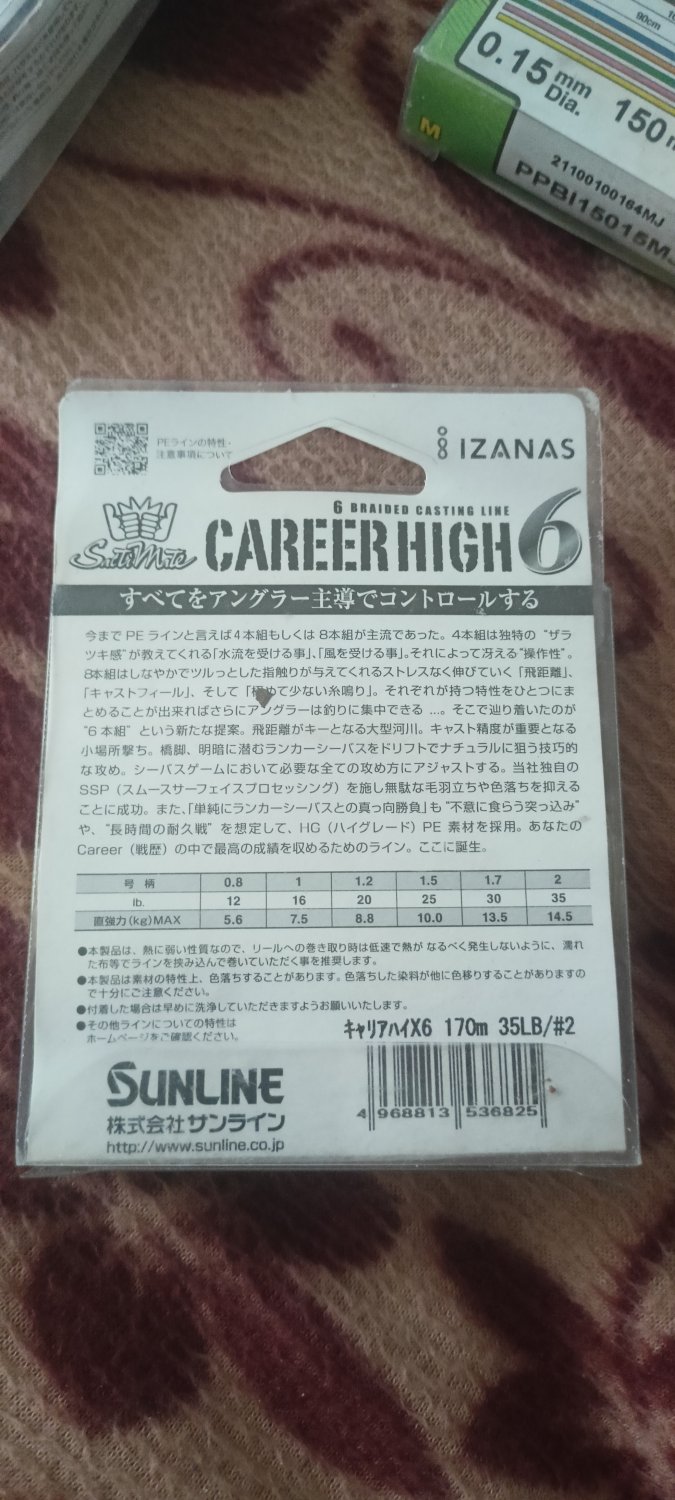 90cm
0.15mm
Dia.
150
M
21100100164MJ
PPBI15015M
PEラインの特性・
注意事項について
IZANAS
6 BRAIDED CASTING LINE
SaltiMate
CAREER HIGH 6
すべてをアングラー主導でコントロールする
今まで PE ラインと言えば4本組もしくは 8本組が主流であった。4本組は独特の “ザラ
ツキ感” が教えてくれる「水流を受ける事」、「風を受ける事」。それによって冴える “操作性”。
8本組はしなやかでツルっとした指触りが与えてくれるストレスなく伸びていく「飛距離」、
「キャストフィール」、そして「極めて少ない糸鳴り」。それぞれが持つ特性をひとつにま
とめることが出来ればさらにアングラーは釣りに集中できる …。そこで辿り着いたのが
“6 本組” という新たな提案。飛距離がキーとなる大型河川。キャスト精度が重要となる
小場所撃ち。橋脚、明暗に潜むランカーシーバスをドリフトでナチュラルに狙う技巧的
な攻め。シーバスゲームにおいて必要な全ての攻め方にアジャストする。当社独自の
SSP（スムースサーフェイスプロセッシング）を施し無駄な毛羽立ちや色落ちを抑える
ことに成功。また、「単純にランカーシーバスとの真っ向勝負」も “不意に食らう突っ込み”
や、“長時間の耐久戦” を想定して、HG（ハイグレード）PE 素材を採用。あなたの
Career（戦歴）の中で最高の成績を収めるためのライン。ここに誕生。
号 柄 0.8 1 1.2 1.5 1.7 2
lb. 12 16 20 25 30 35
直強力(kg)MAX 5.6 7.5 8.8 10.0 13.5 14.5
●本製品は、熱に弱い性質なので、リールへの巻き取り時は低速で熱が なるべく発生しないように、濡れ
た布等でラインを挟み込んで巻いていただく事を推奨します。
●本製品は素材の特性上、色落ちすることがあります。色落ちした染料が他に色移りすることがありますの
で十分にご注意ください。
●付着した場合は早めに洗浄していただきますようお願いいたします。
●その他ラインについての特性は
ホームページをご確認ください。
キャリアハイX6 170m 35LB/#2
SUNLINE
株式会社サンライン
http://www.sunline.co.jp
4 968813 536825